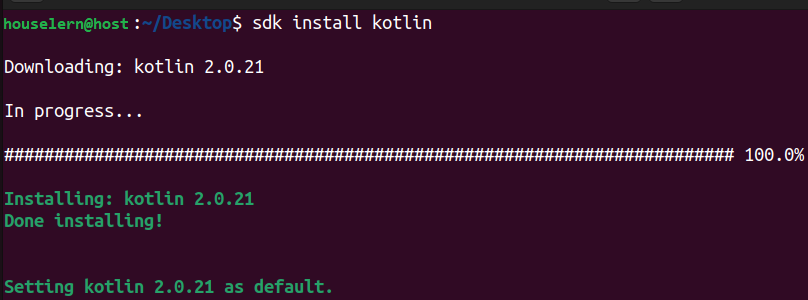 houselern@host:~/Desktop$ sdk install kotlin
Downloading: kotlin 2.0.21
In progress...
######################################################################### 100.0%
Installing: kotlin 2.0.21
Done installing!
Setting kotlin 2.0.21 as default.